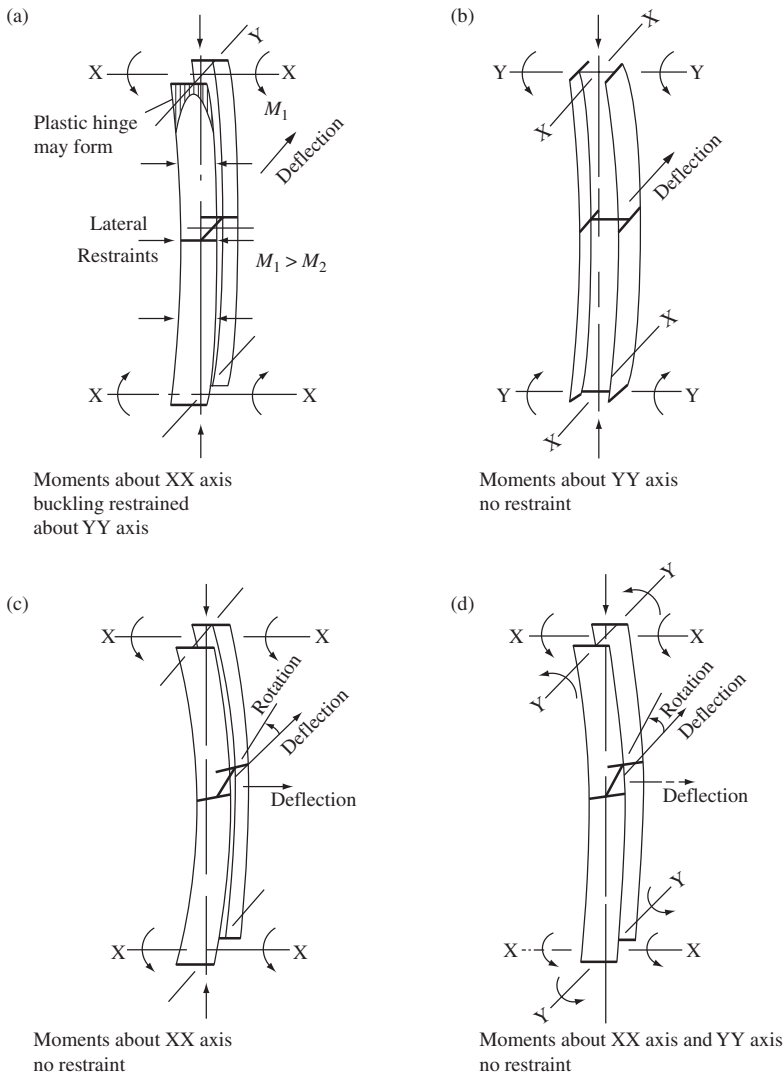 (a)
Y
X
X
Plastic hinge
may form
M₁
Deflection
Lateral
Restraints
M₁ > M₂
X
X
Moments about XX axis
buckling restrained
about YY axis
(b)
X
Y
Y
X
Deflection
X
Y
Y
X
Moments about YY axis
no restraint
(c)
X
X
Rotation
Deflection
Deflection
X
X
Moments about XX axis
no restraint
(d)
Y
X
X
Y
Rotation
Deflection
Deflection
Y
X
X
Y
Moments about XX axis and YY axis
no restraint